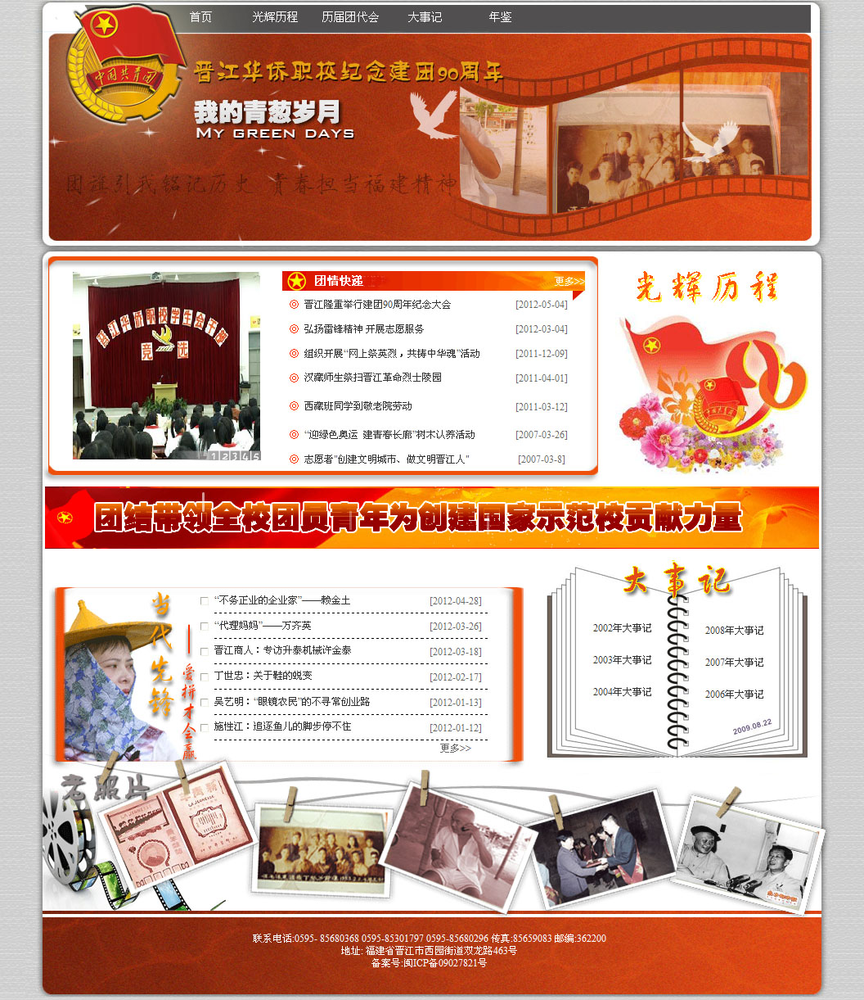 首页 光辉历程 历届团代会 大事记 年鉴
中国共青团
晋江华侨职校纪念建团90周年
我的青葱岁月
MY GREEN DAYS
团旗引我铭记历史 青春担当福建精神
晋江华侨职校学生会干部
竞 选
1 2 3 4 5
团情快递 更多>>
晋江隆重举行建团90周年纪念大会 [2012-05-04]
弘扬雷锋精神 开展志愿服务 [2012-03-04]
组织开展“网上祭英烈，共铸中华魂”活动 [2011-12-09]
汉藏师生祭扫晋江革命烈士陵园 [2011-04-01]
西藏班同学到敬老院劳动 [2011-03-12]
“迎绿色奥运 建青春长廊”树木认养活动 [2007-03-26]
志愿者"创建文明城市、做文明晋江人" [2007-03-8]
光辉历程
90
团结带领全校团员青年为创建国家示范校贡献力量
当代先锋
爱拼才会赢
“不务正业的企业家”——赖金土 [2012-04-28]
“代理妈妈”——万齐英 [2012-03-26]
晋江商人：专访升泰机械许金泰 [2012-03-18]
丁世忠：关于鞋的蜕变 [2012-02-17]
吴艺明：“眼镜农民”的不寻常创业路 [2012-01-13]
施性江：追逐鱼儿的脚步停不住 [2012-01-12]
更多>>
大事记
2002年大事记
2003年大事记
2004年大事记
2008年大事记
2007年大事记
2006年大事记
2009.08.22
老照片
LA JEUNESSE
联系电话:0595- 85680368 0595-85301797 0595-85680296 传真:85659083 邮编:362200
地址: 福建省晋江市西园街道双龙路463号
备案号:闽ICP备09027821号